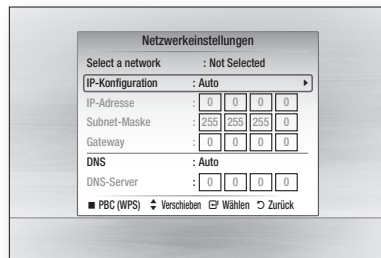 Netzwerkeinstellungen
Select a network : Not Selected
IP-Konfiguration : Auto
IP-Adresse : 0 0 0 0
Subnet-Maske : 255 255 255 0
Gateway : 0 0 0 0
DNS : Auto
DNS-Server : 0 0 0 0
PBC (WPS) Verschieben Wählen Zurück